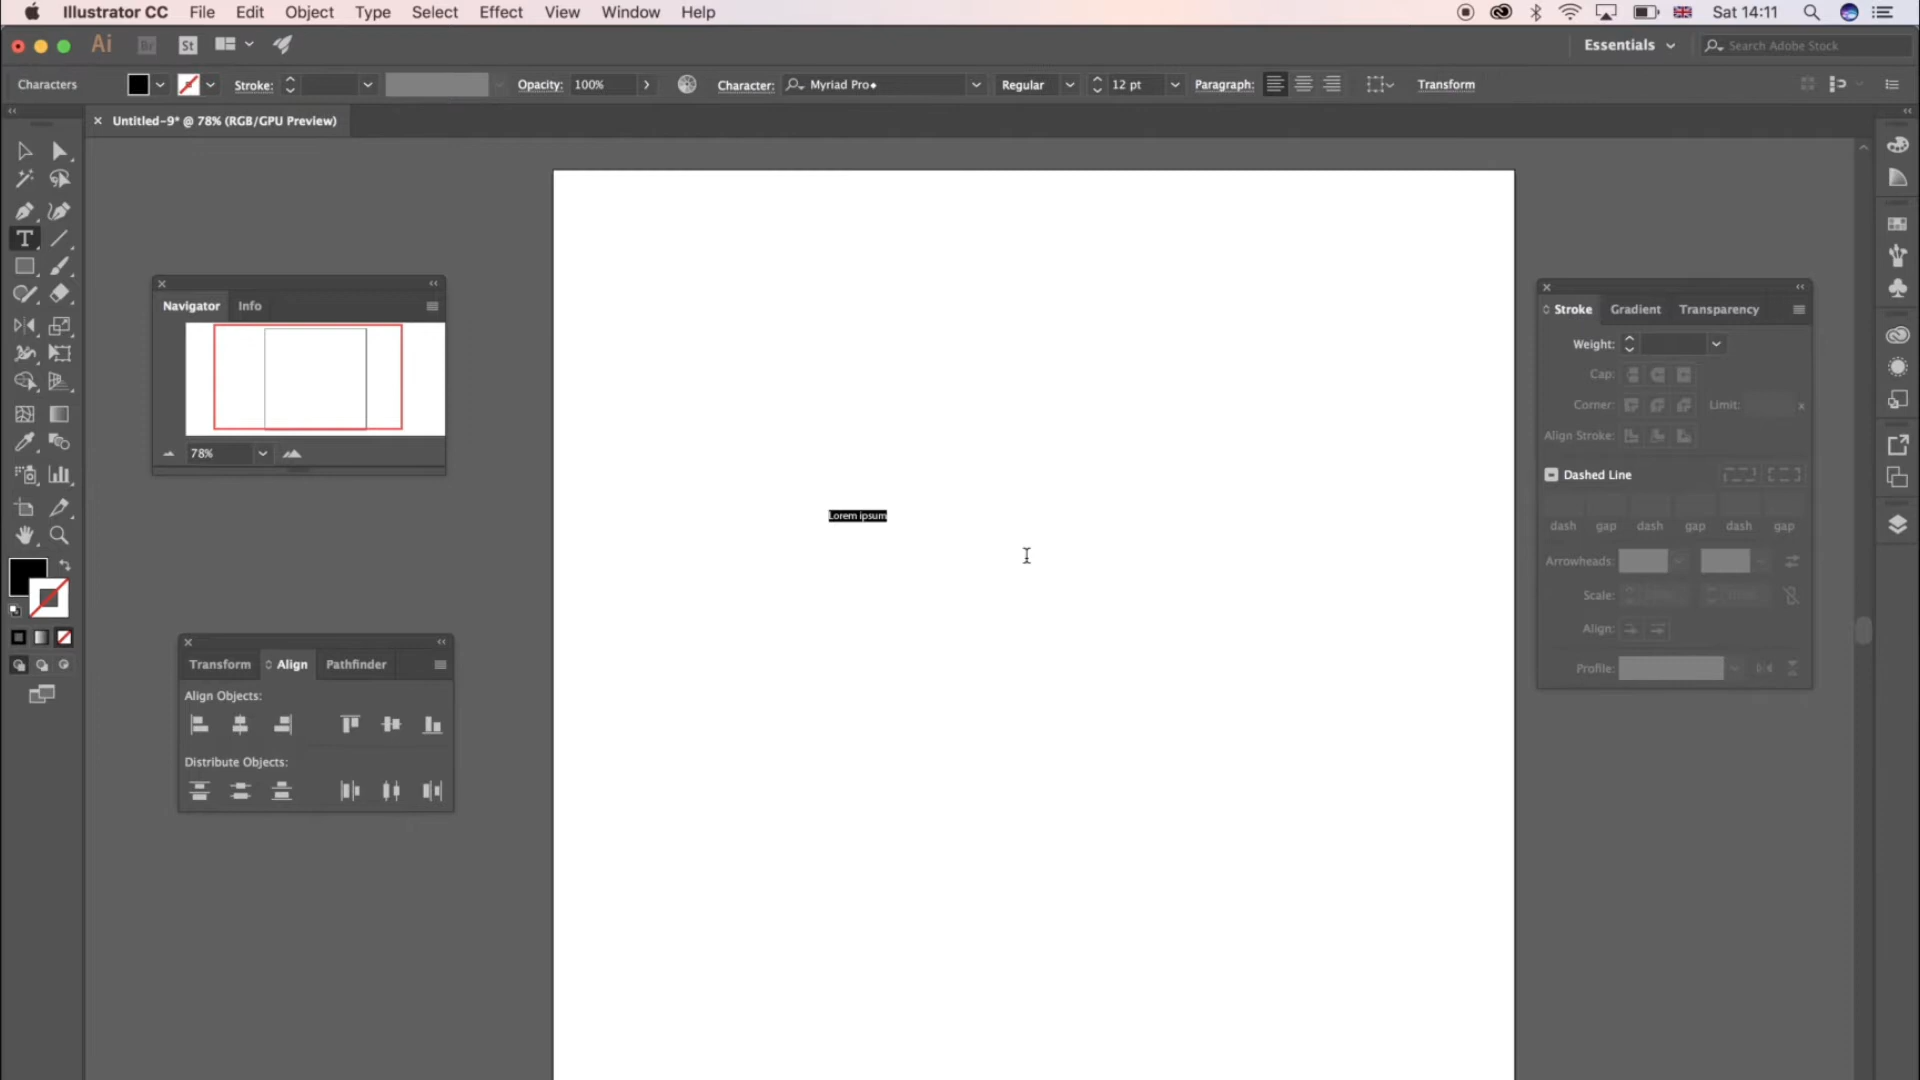 Illustrator CC File Edit Object Type Select Effect View Window Help Sat 14:11
Ai Br St Essentials Search Adobe Stock
Characters Stroke: Opacity: 100% Character: Myriad Pro Regular 12 pt Paragraph: Transform
× Untitled-9* @ 78% (RGB/GPU Preview)
Navigator Info
78%
Lorem ipsum
Transform Align Pathfinder
Align Objects:
Distribute Objects:
Stroke Gradient Transparency
Weight:
Cap:
Corner: Limit: x
Align Stroke:
Dashed Line
dash gap dash gap dash gap
Arrowheads:
Scale:
Align:
Profile: